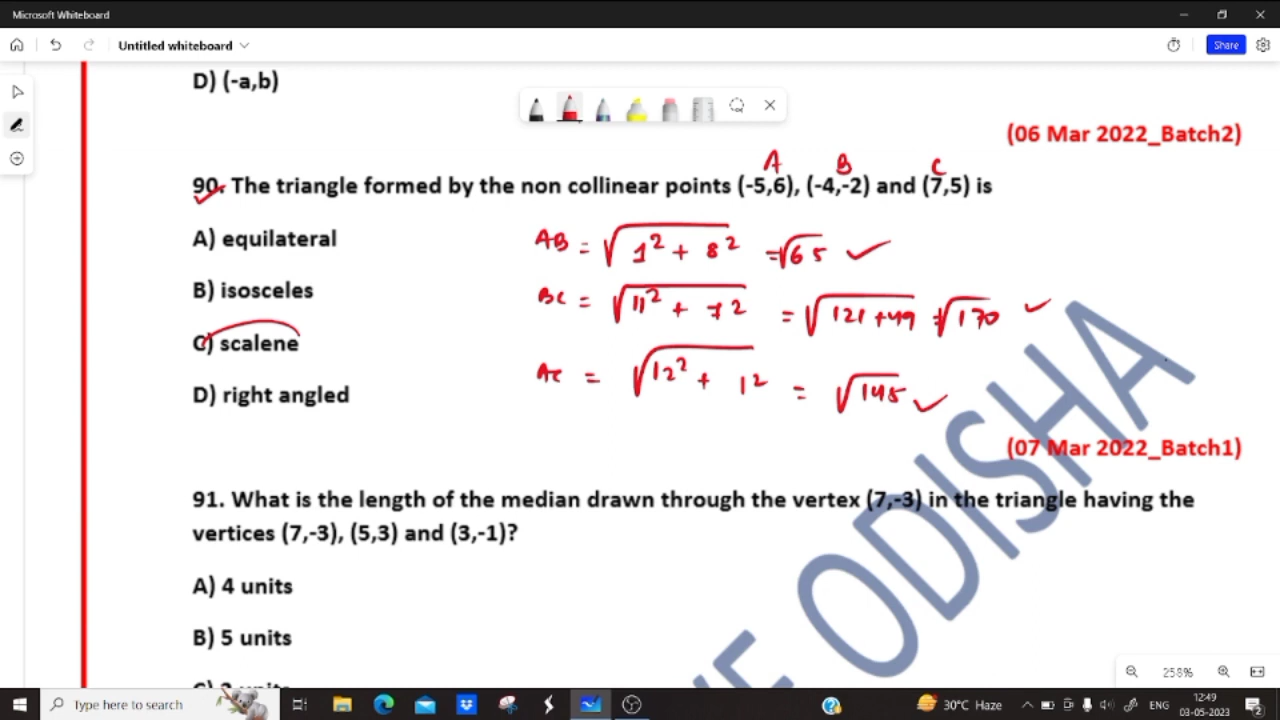 Microsoft Whiteboard
Untitled whiteboard
Share
D) (-a,b)
(06 Mar 2022_Batch2)
A B C
90. The triangle formed by the non collinear points (-5,6), (-4,-2) and (7,5) is
A) equilateral
AB = √1² + 8² = √65 ✓
B) isosceles
BC = √11² + 7² = √121+49 = √170 ✓
C) scalene
AC = √12² + 1² = √145 ✓
D) right angled
(07 Mar 2022_Batch1)
91. What is the length of the median drawn through the vertex (7,-3) in the triangle having the
vertices (7,-3), (5,3) and (3,-1)?
A) 4 units
B) 5 units
ODISHA
258%
Type here to search
30°C Haze
ENG
12:49
03-05-2023
2